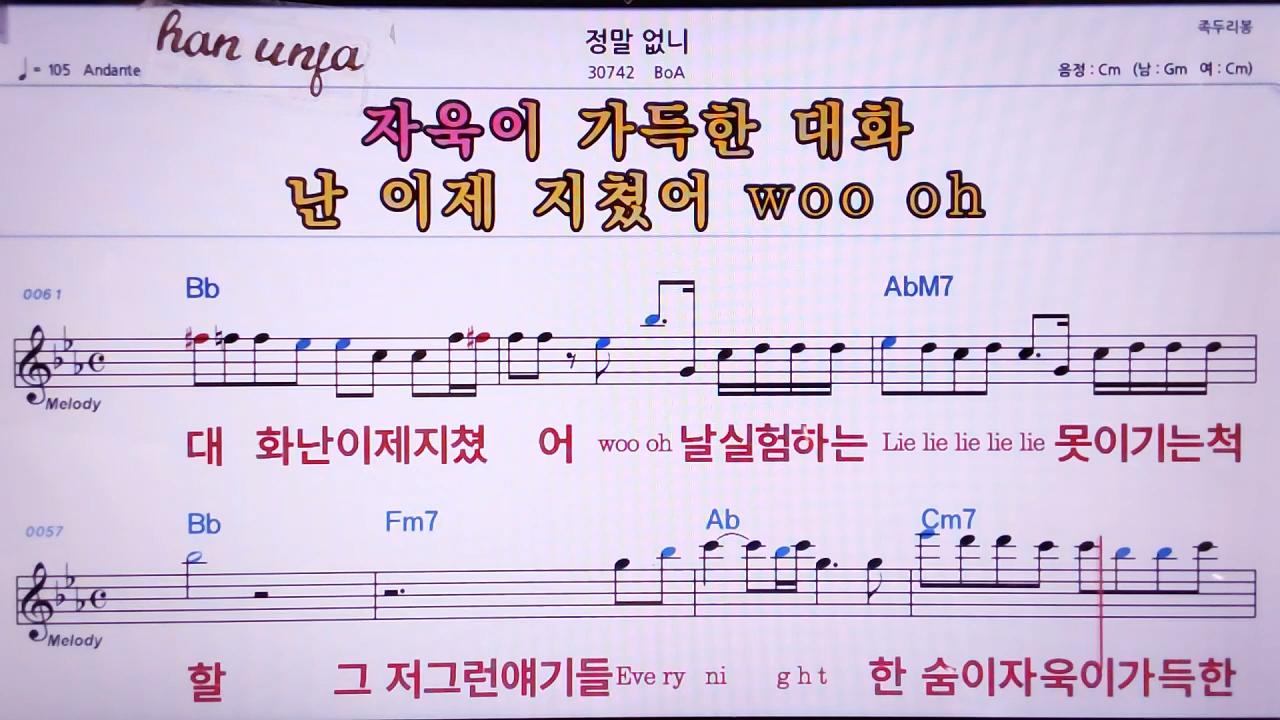 han unja
정말 없니
족두리봉
♩= 105 Andante
30742 BoA
음정 : Cm (남 : Gm 여 : Cm)
자욱이 가득한 대화
난 이제 지쳤어 woo oh
0061 Bb AbM7
Melody
대 화난이제지쳤 어 woo oh 날실험하는 Lie lie lie lie lie 못이기는척
0057 Bb Fm7 Ab Cm7
Melody
할 그 저그런얘기들 Eve ry ni g h t 한 숨이자욱이가득한